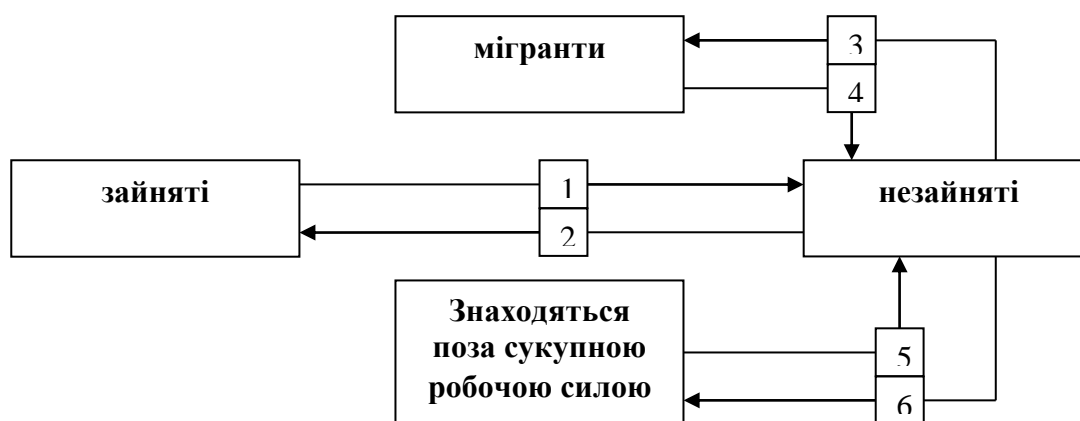 мігранти
3
4
зайняті
1
2
незайняті
Знаходяться
поза сукупною
робочою силою
5
6